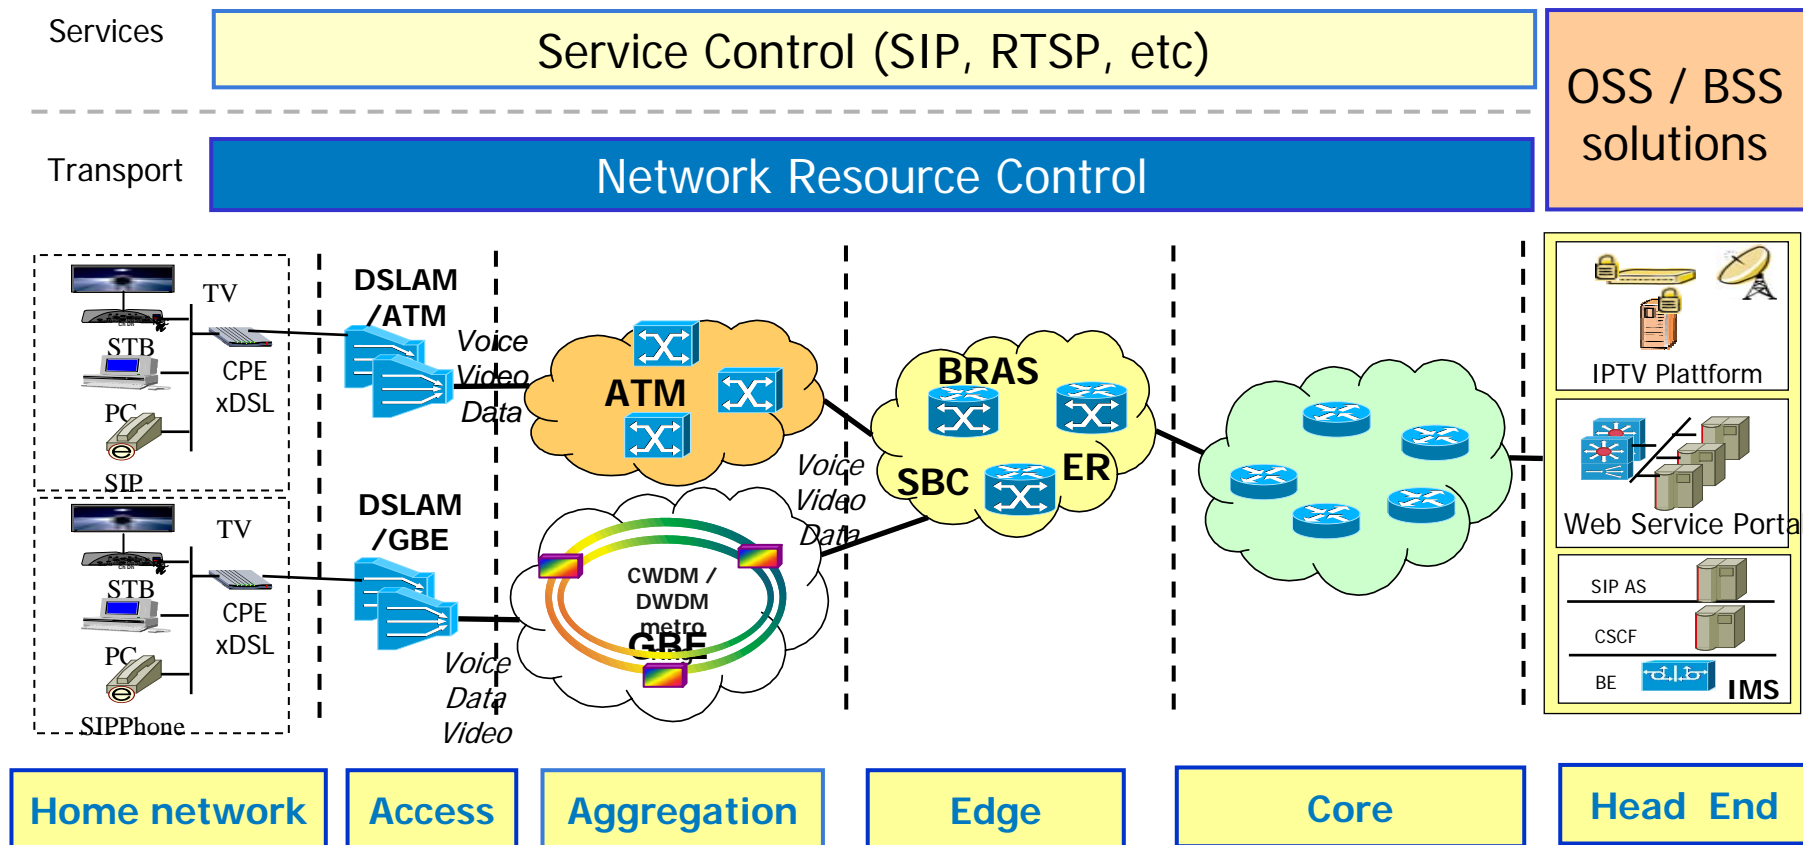 Services
Service Control (SIP, RTSP, etc)
OSS / BSS
solutions
Transport
Network Resource Control
TV
STB
CPE
xDSL
PC
SIP
DSLAM
/ATM
Voice
Video
Data
ATM
BRAS
SBC
ER
IPTV Plattform
Web Service Porta
SIP AS
CSCF
BE
IMS
TV
STB
CPE
xDSL
PC
SIPPhone
DSLAM
/GBE
Voice
Data
Video
CWDM /
DWDM
metro
GBE
Voice
Video
Data
Home network
Access
Aggregation
Edge
Core
Head End